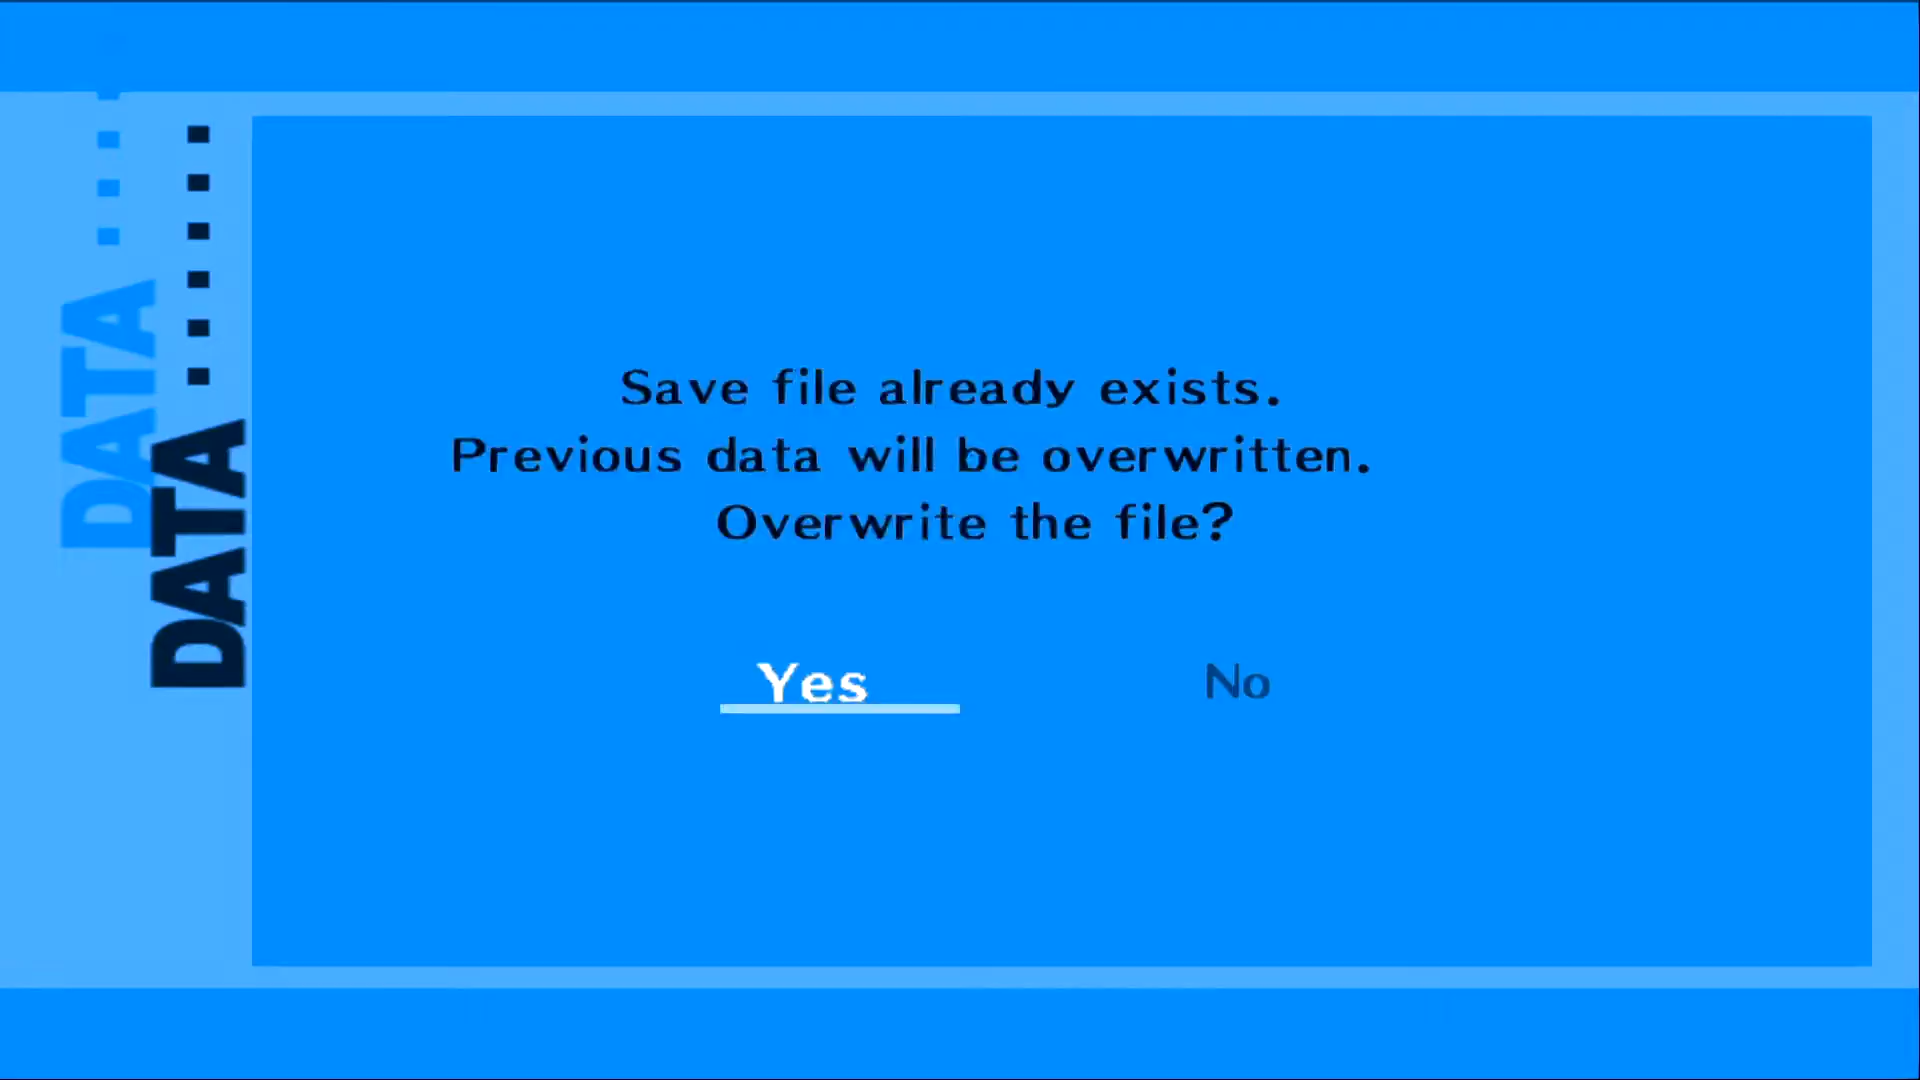 DATA
DATA
Save file already exists.
Previous data will be overwritten.
Overwrite the file?
Yes
No